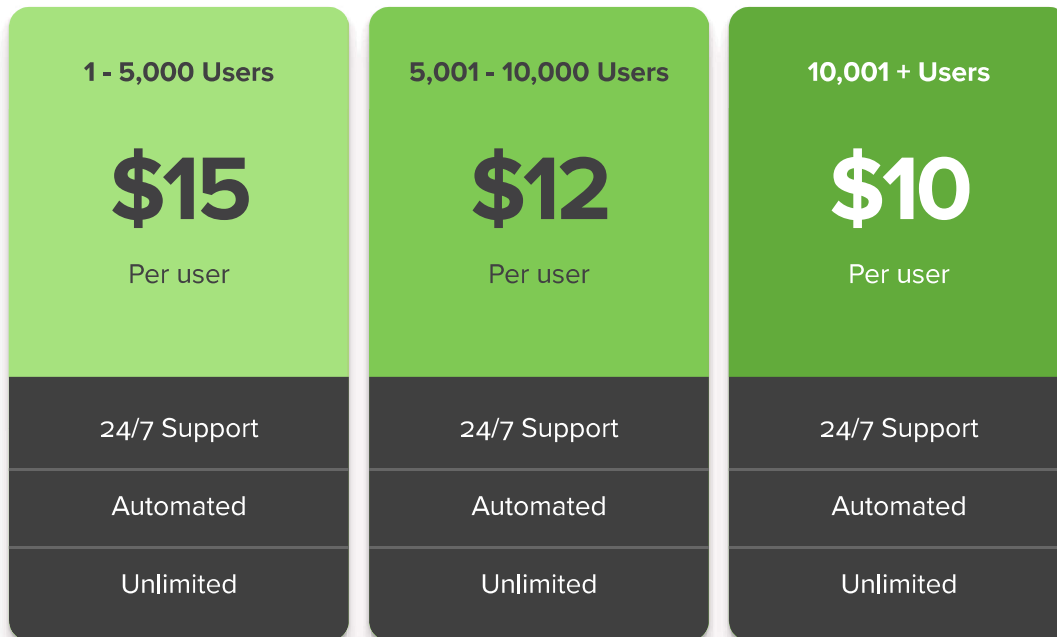 1 - 5,000 Users
$15
Per user
24/7 Support
Automated
Unlimited
5,001 - 10,000 Users
$12
Per user
24/7 Support
Automated
Unlimited
10,001 + Users
$10
Per user
24/7 Support
Automated
Unlimited